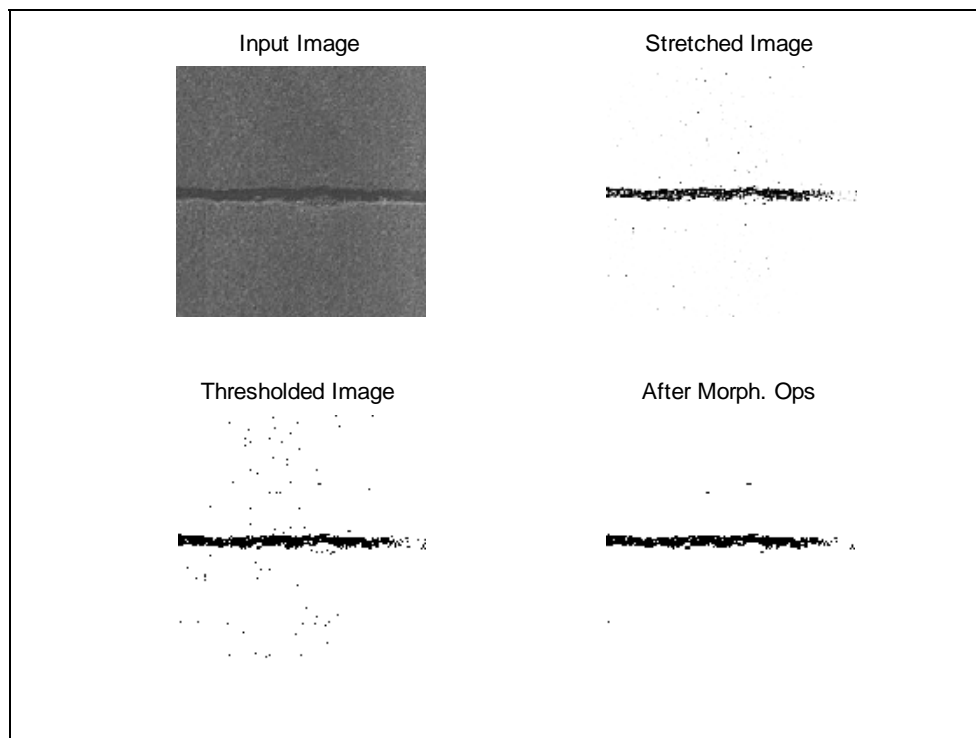 Input Image
Stretched Image
Thresholded Image
After Morph. Ops